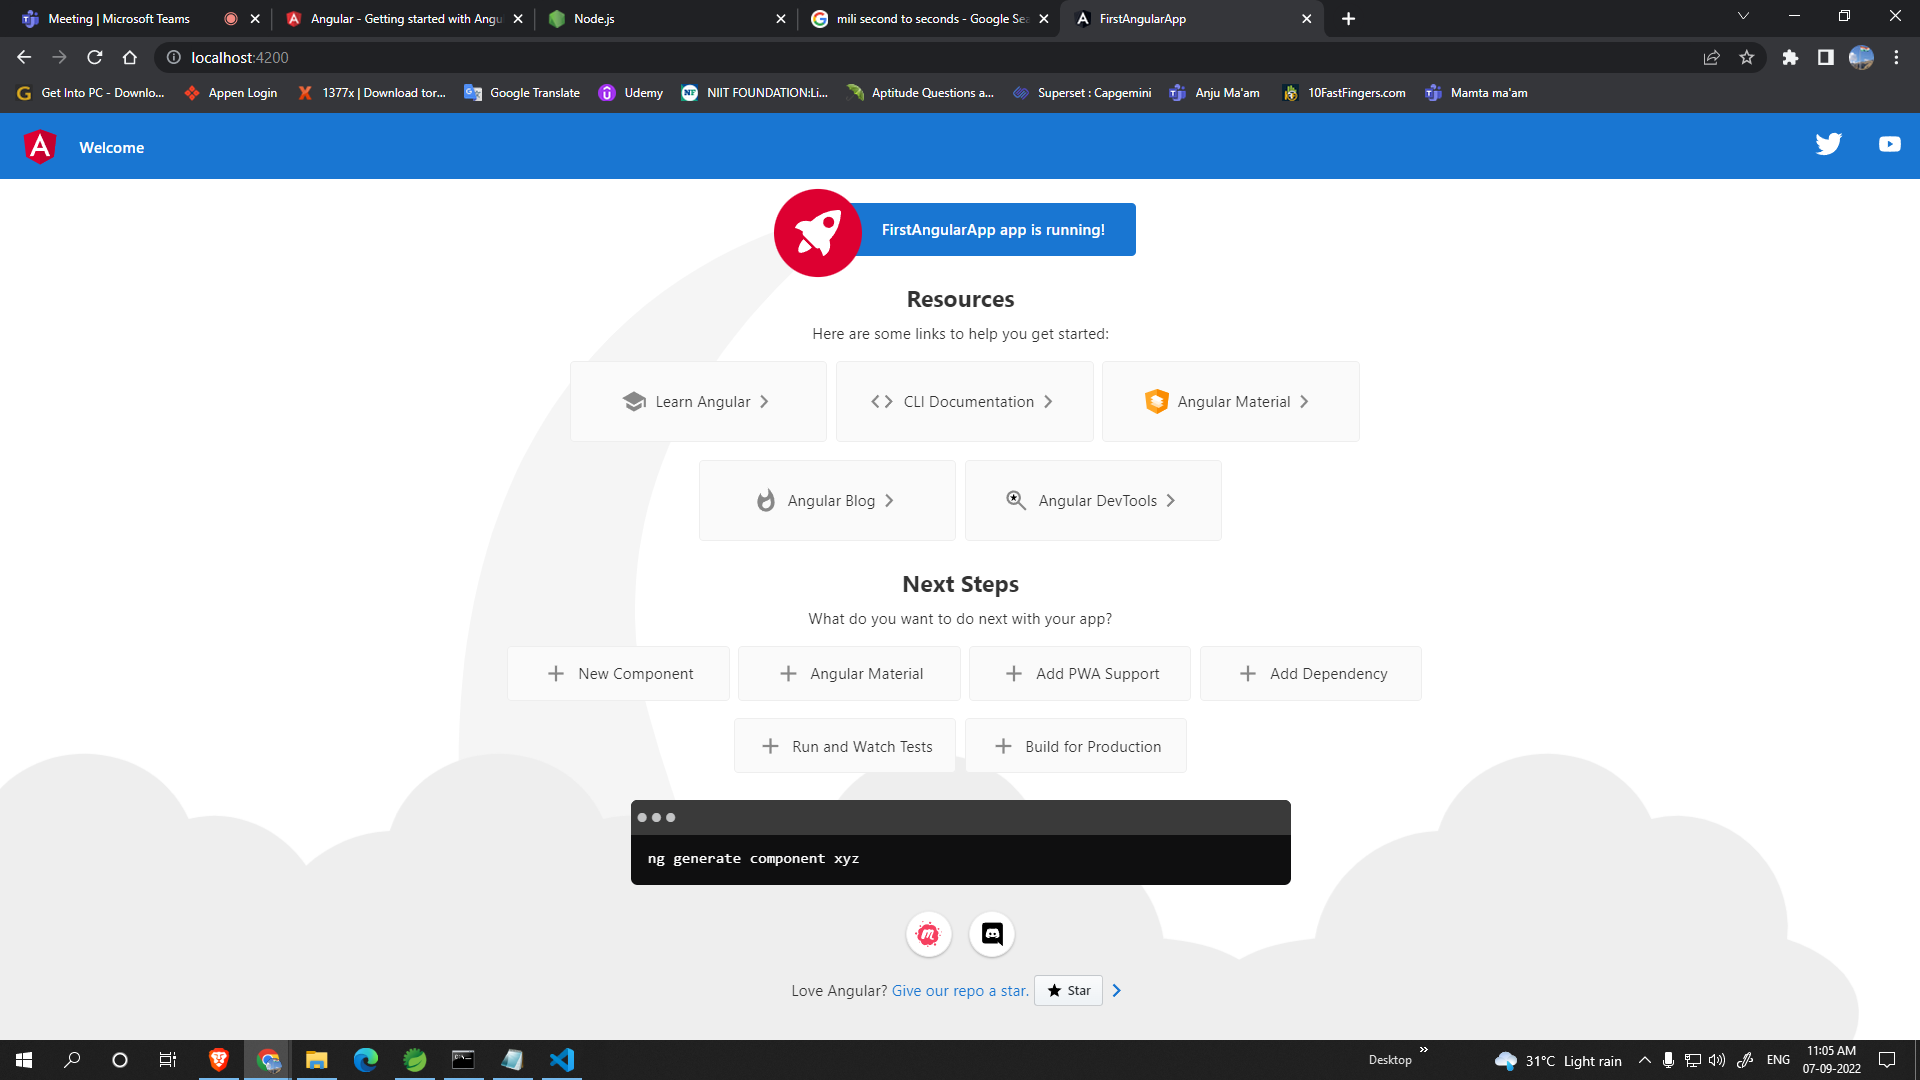 Meeting | Microsoft Teams
Angular - Getting started with Angu
Node.js
mili second to seconds - Google Sea
FirstAngularApp
localhost:4200
Get Into PC - Downlo...
Appen Login
1377x | Download tor...
Google Translate
Udemy
NIIT FOUNDATION:Li...
Aptitude Questions a...
Superset : Capgemini
Anju Ma'am
10FastFingers.com
Mamta ma'am
Welcome
FirstAngularApp app is running!
Resources
Here are some links to help you get started:
Learn Angular
CLI Documentation
Angular Material
Angular Blog
Angular DevTools
Next Steps
What do you want to do next with your app?
New Component
Angular Material
Add PWA Support
Add Dependency
Run and Watch Tests
Build for Production
ng generate component xyz
Love Angular? Give our repo a star.
Star
Desktop
31°C Light rain
ENG
11:05 AM
07-09-2022